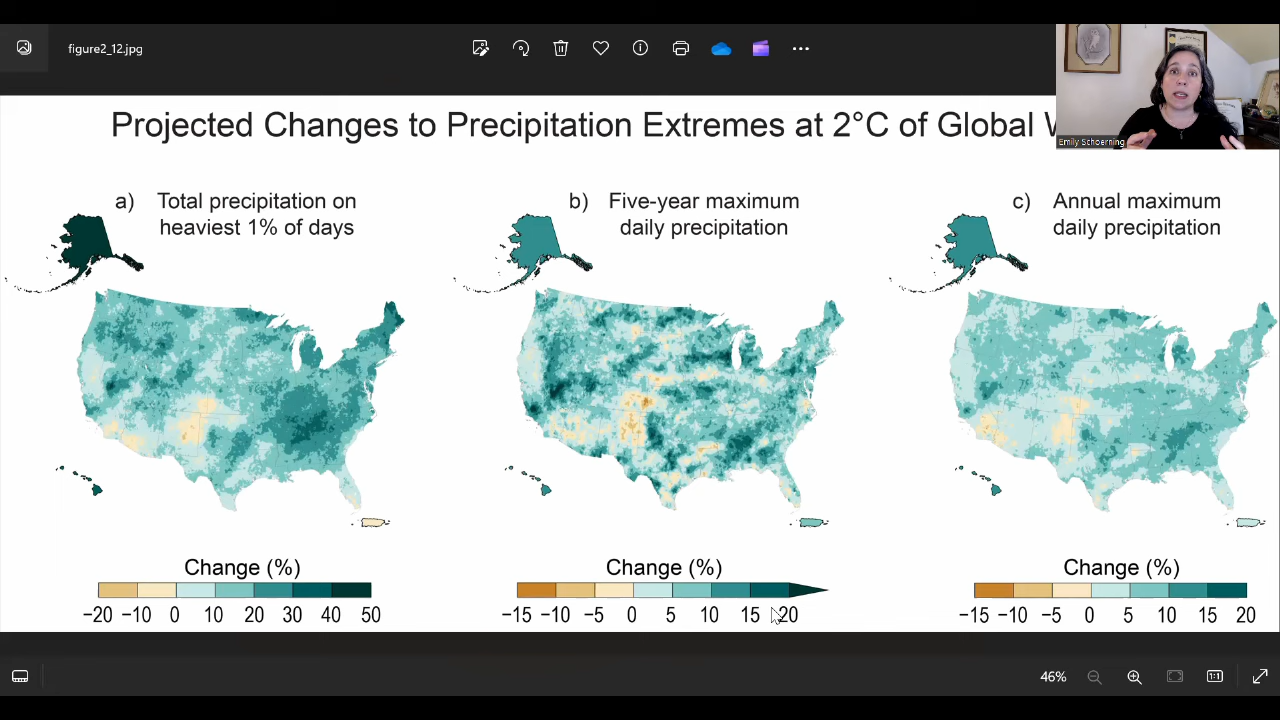 figure2_12.jpg
Projected Changes to Precipitation Extremes at 2°C of Global
Emily Schoerning
a) Total precipitation on
heaviest 1% of days
b) Five-year maximum
daily precipitation
c) Annual maximum
daily precipitation
Change (%)
−20 −10 0 10 20 30 40 50
Change (%)
−15 −10 −5 0 5 10 15 20
Change (%)
−15 −10 −5 0 5 10 15 20
46%
1:1